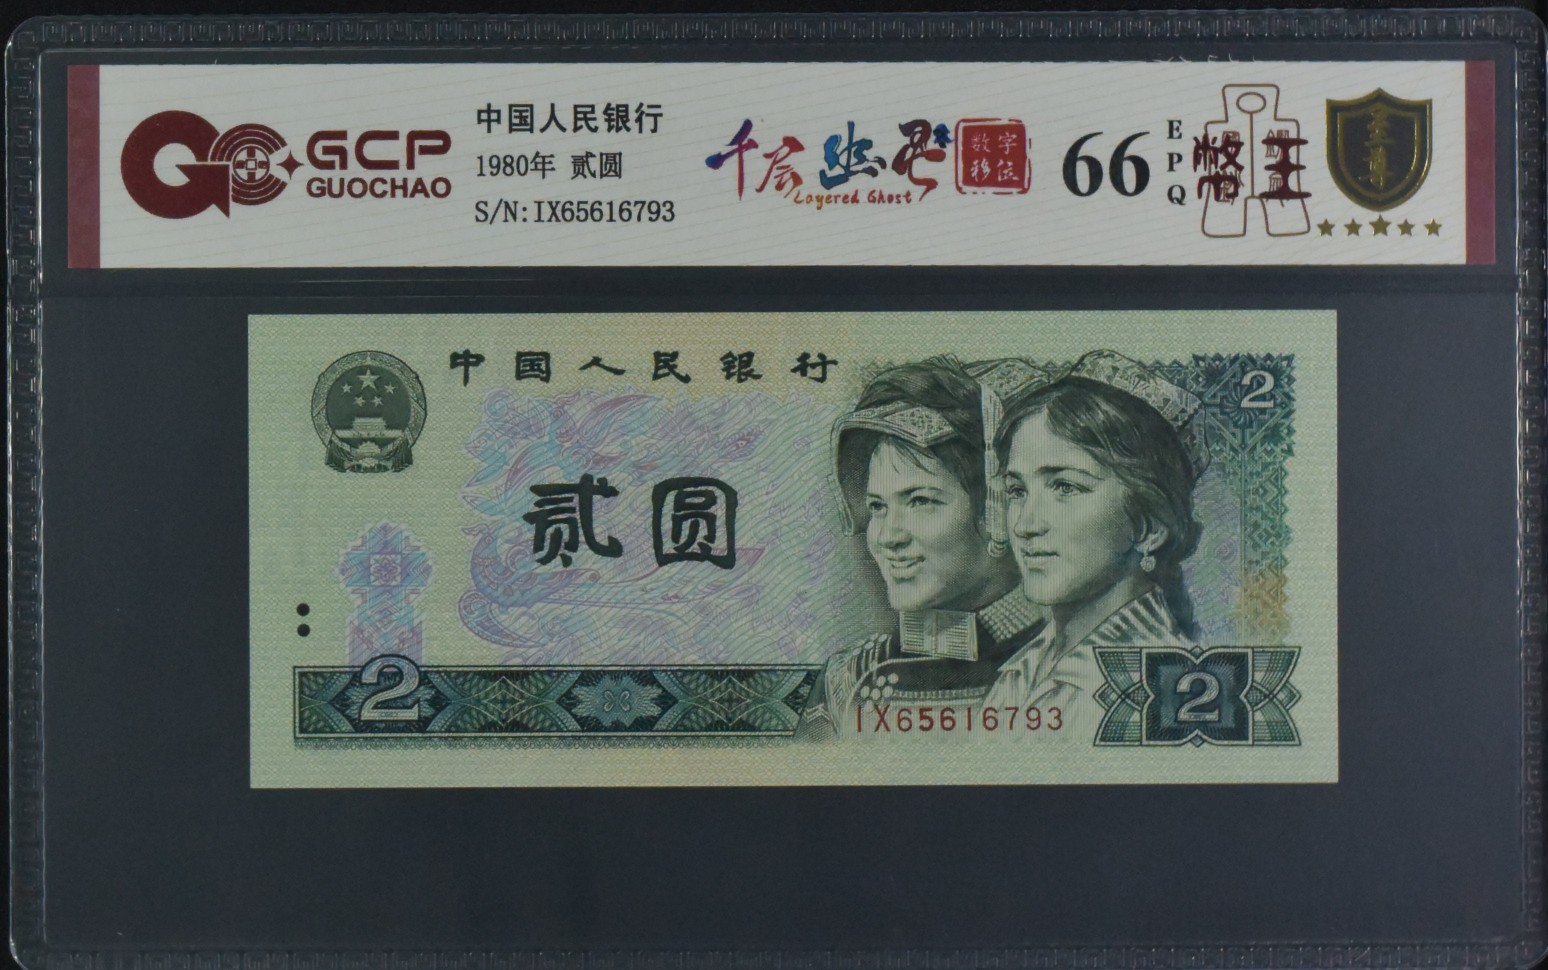 GCP
GUOCHAO
中国人民银行
1980年 贰圆
S/N:IX65616793
千层幽灵
Layered Ghost
数字
移位
66
EPQ
至尊
中国人民银行
2
贰圆
2
IX65616793
2